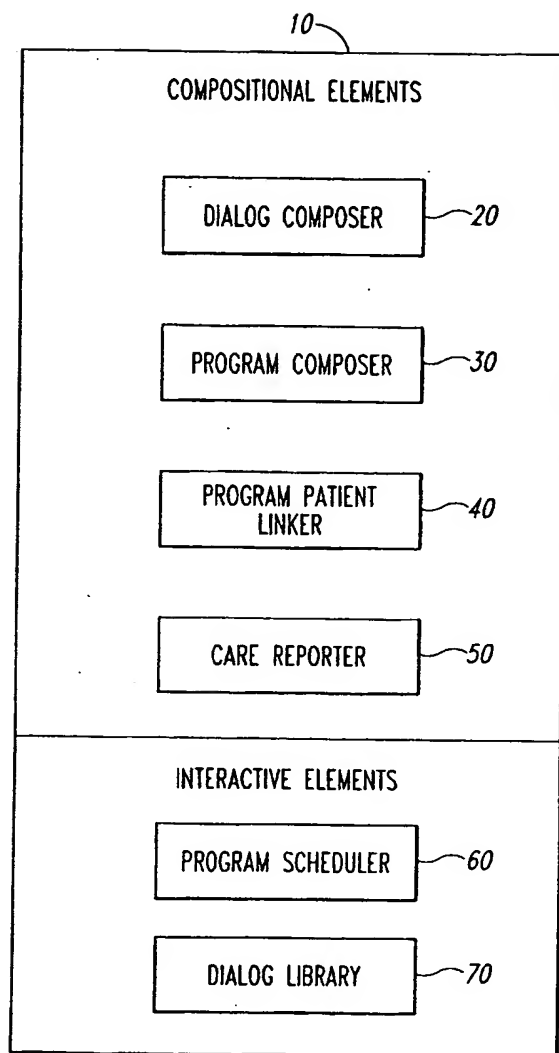 10
COMPOSITIONAL ELEMENTS
DIALOG COMPOSER
20
PROGRAM COMPOSER
30
PROGRAM PATIENT
LINKER
40
CARE REPORTER
50
INTERACTIVE ELEMENTS
PROGRAM SCHEDULER
60
DIALOG LIBRARY
70